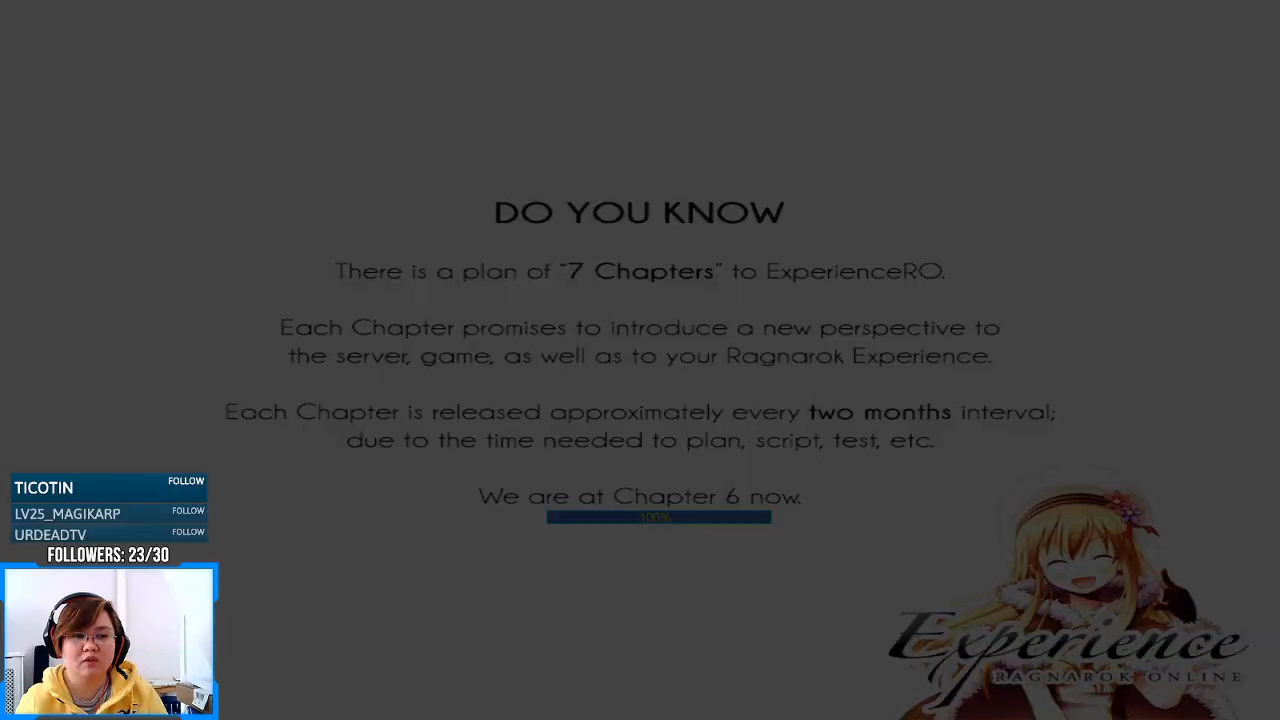 DO YOU KNOW
There is a plan of "7 Chapters" to ExperienceRO.
Each Chapter promises to introduce a new perspective to
the server, game, as well as to your Ragnarok Experience.
Each Chapter is released approximately every two months interval;
due to the time needed to plan, script, test, etc.
We are at Chapter 6 now.
100%
TICOTIN FOLLOW
LV25_MAGIKARP FOLLOW
URDEADTV FOLLOW
FOLLOWERS: 23/30
Experience
RAGNAROK ONLINE